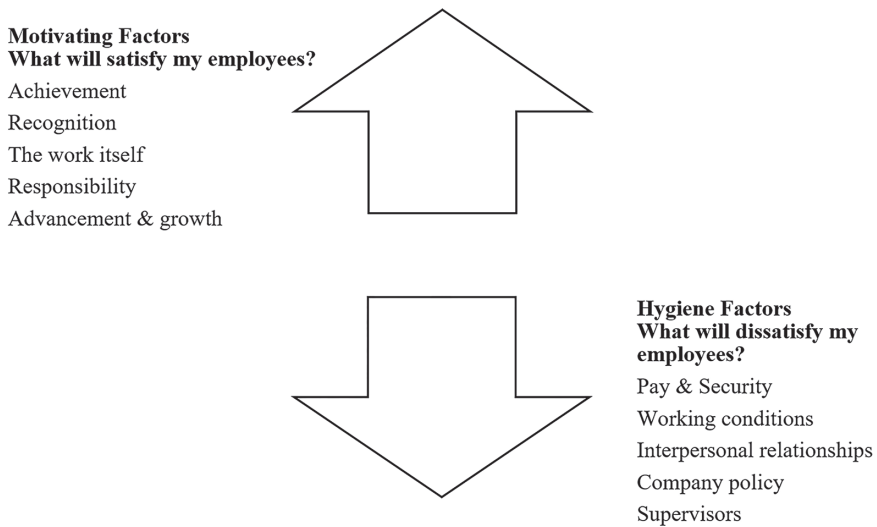 Motivating Factors
What will satisfy my employees?
Achievement
Recognition
The work itself
Responsibility
Advancement & growth
Hygiene Factors
What will dissatisfy my
employees?
Pay & Security
Working conditions
Interpersonal relationships
Company policy
Supervisors